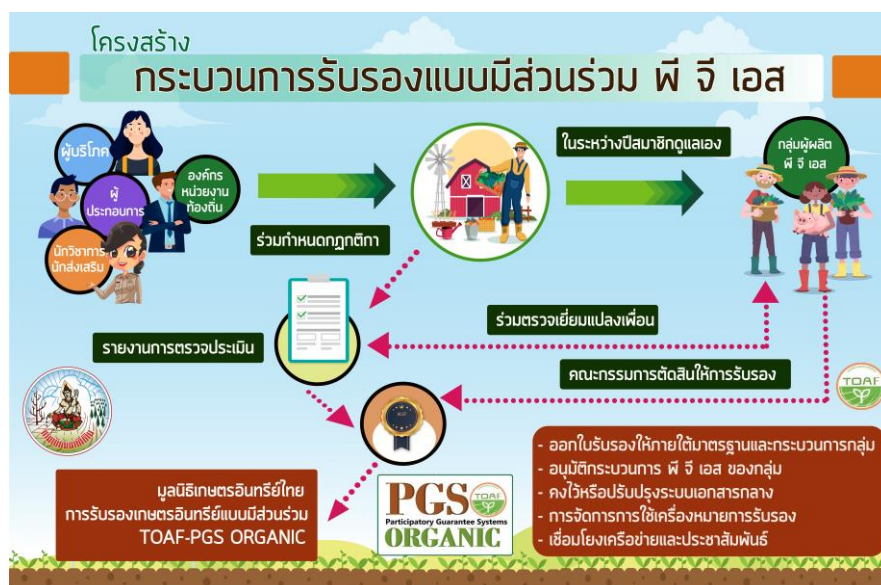 โครงสร้าง
กระบวนการรับรองแบบมีส่วนร่วม พี จี เอส
ผู้บริโภค
ผู้
ประกอบการ
องค์กร
หน่วยงาน
ท้องถิ่น
นักวิชาการ
นักส่งเสริม
ร่วมกำหนดกฏกติกา
ในระหว่างปีสมาชิกดูแลเอง
กลุ่มผู้ผลิต
พี จี เอส
รายงานการตรวจประเมิน
ร่วมตรวจเยี่ยมแปลงเพื่อน
คณะกรรมการตัดสินให้การรับรอง
TOAF
มูลนิธิเกษตรอินทรีย์ไทย
การรับรองเกษตรอินทรีย์แบบมีส่วนร่วม
TOAF-PGS ORGANIC
PGS
TOAF
Participatory Guarantee Systems
ORGANIC
- ออกใบรับรองให้ภายใต้มาตรฐานและกระบวนการกลุ่ม
- อนุมัติกระบวนการ พี จี เอส ของกลุ่ม
- คงไว้หรือปรับปรุงระบบเอกสารกลาง
- การจัดการการใช้เครื่องหมายการรับรอง
- เชื่อมโยงเครือข่ายและประชาสัมพันธ์